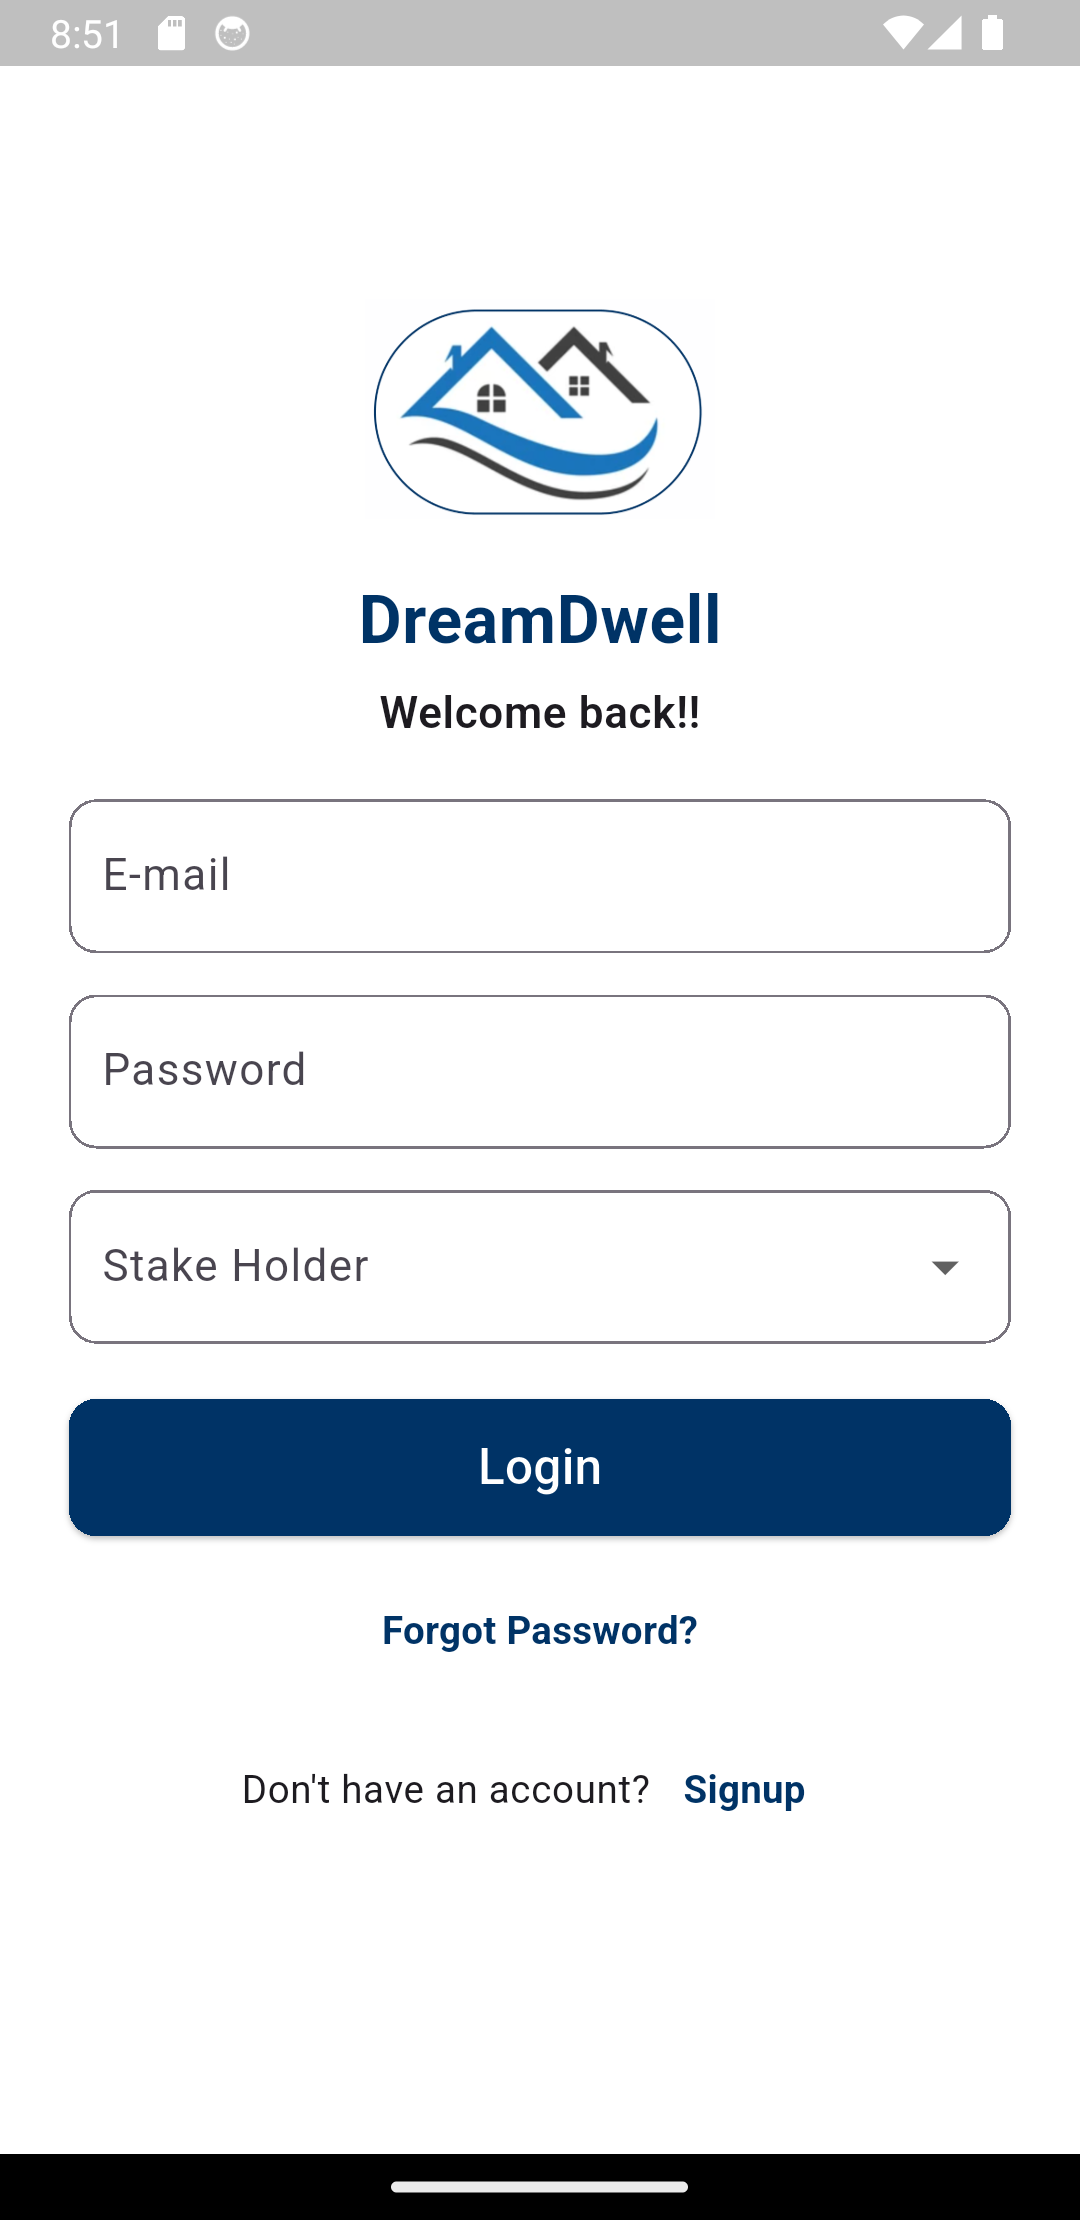 8:51
DreamDwell
Welcome back!!
E-mail
Password
Stake Holder
Login
Forgot Password?
Don't have an account? Signup